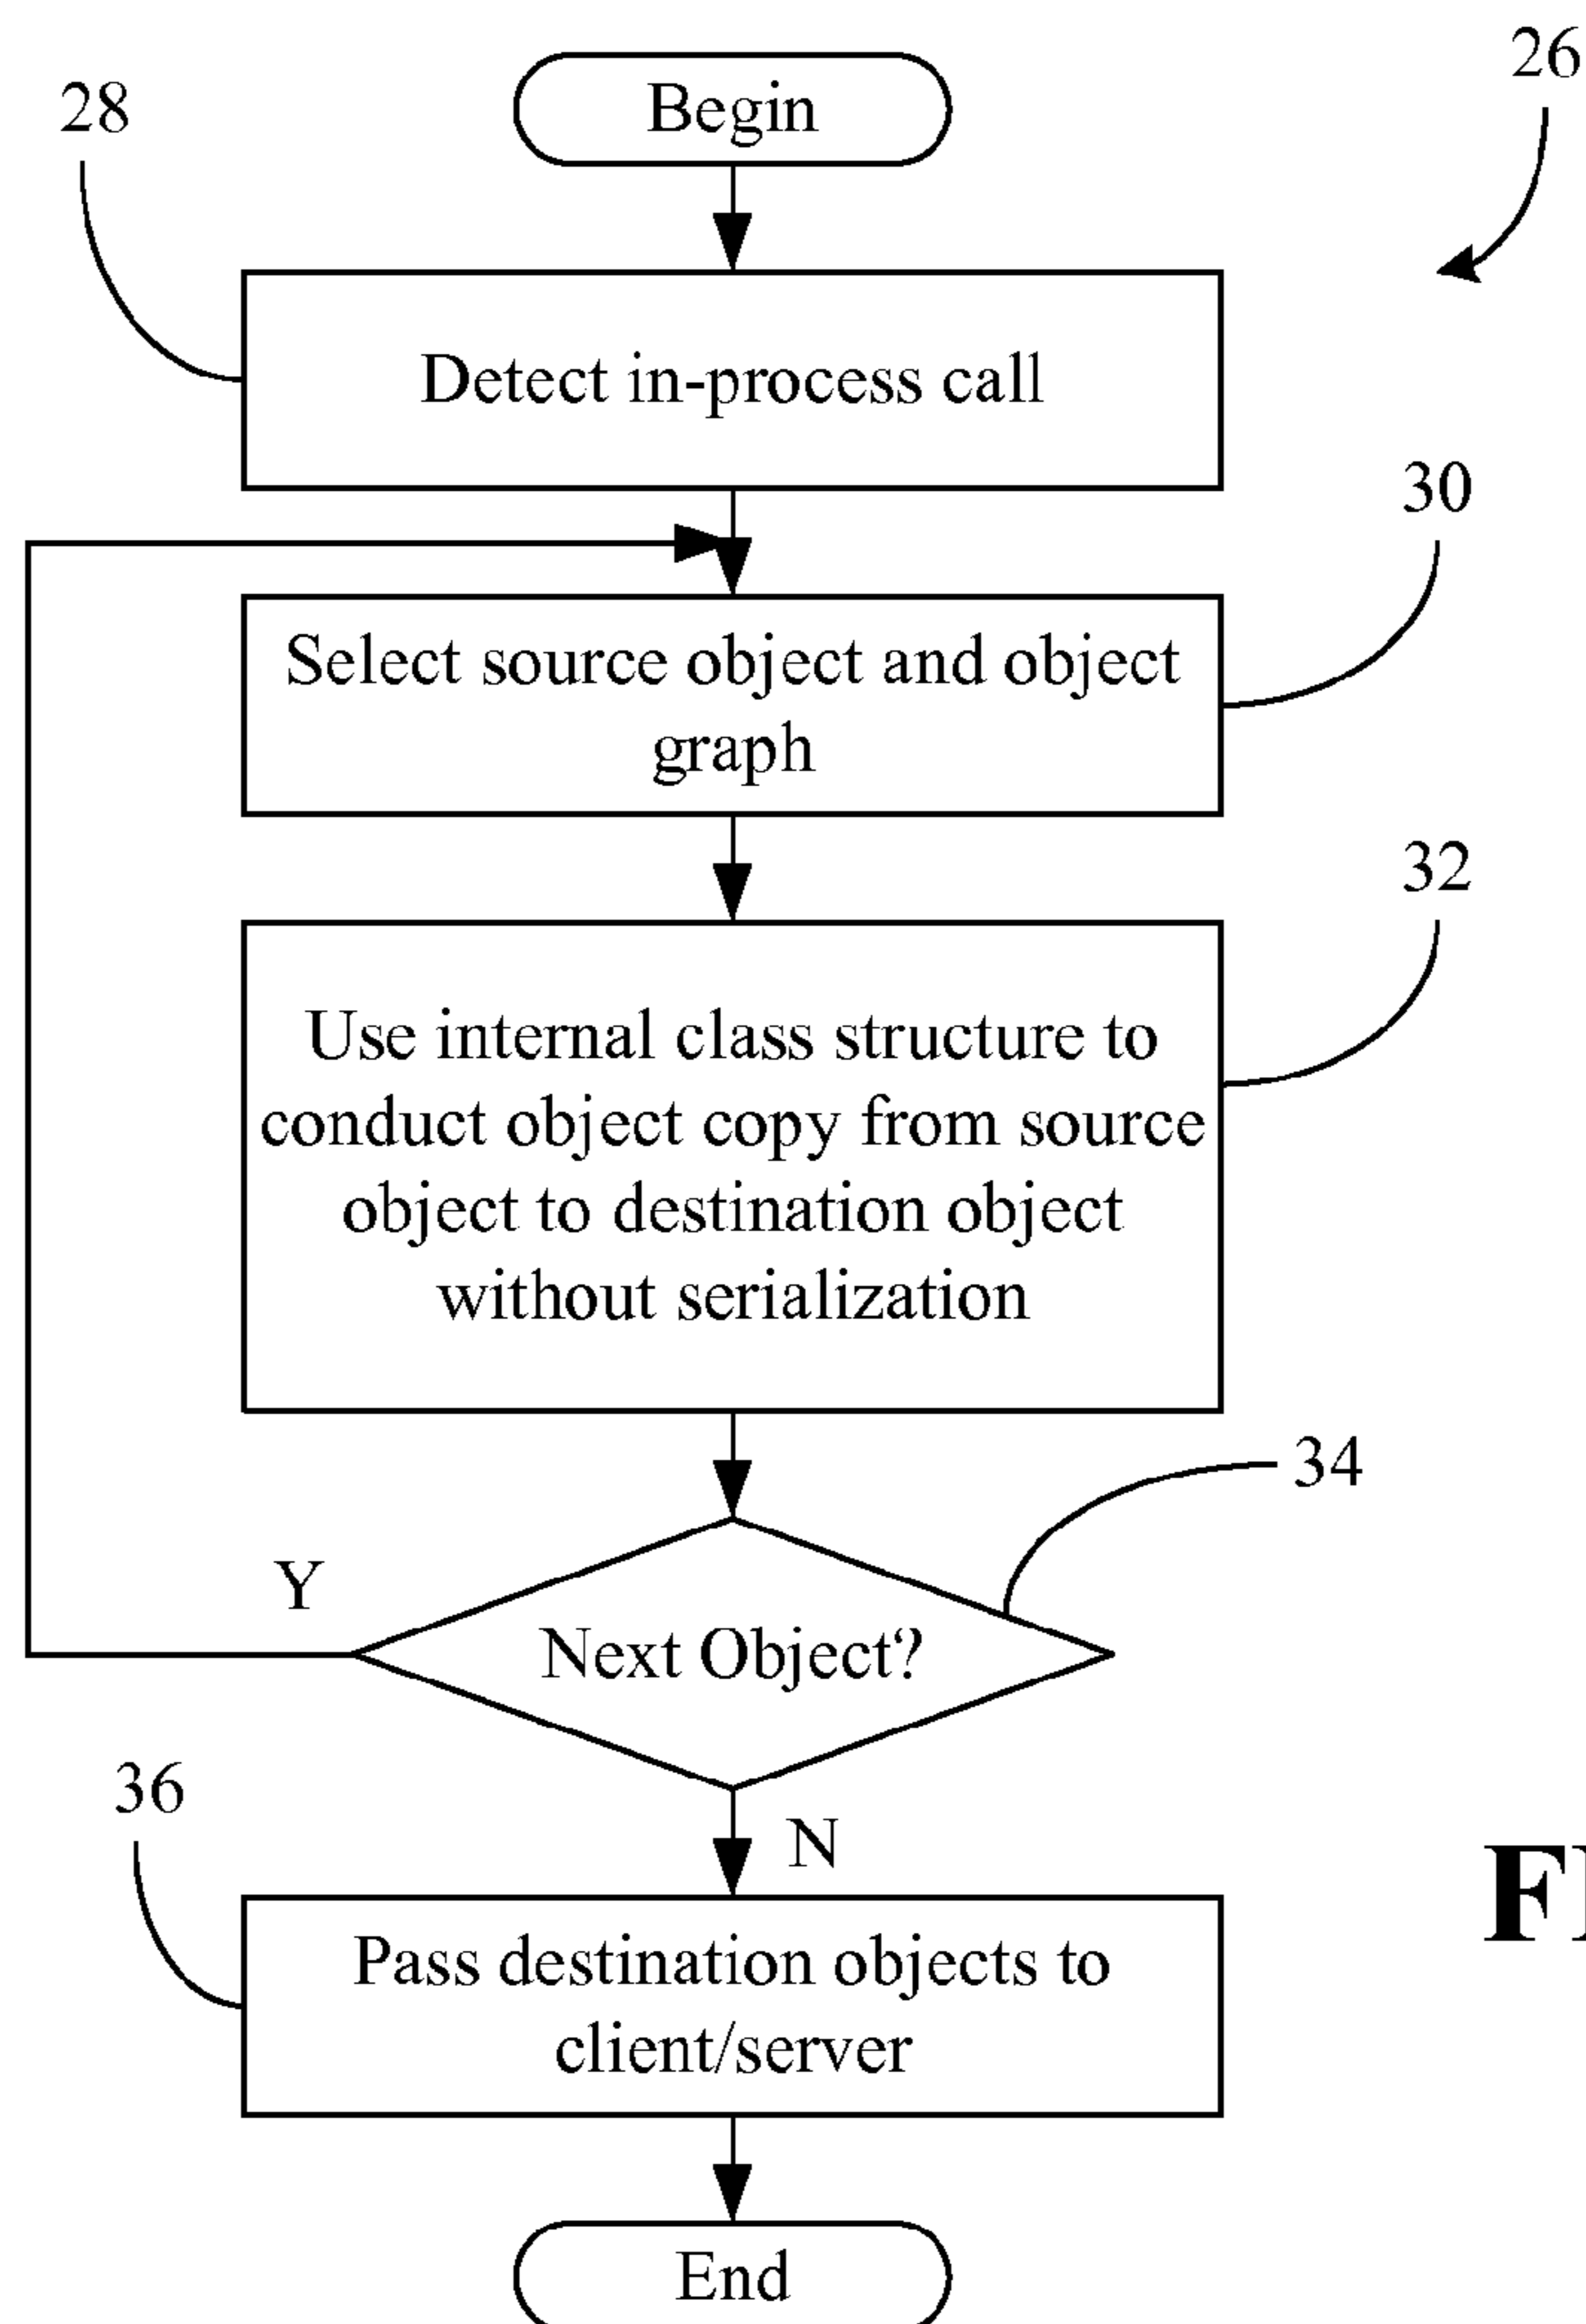 26
28
Begin
Detect in-process call
30
Select source object and object
graph
32
Use internal class structure to
conduct object copy from source
object to destination object
without serialization
34
Y
Next Object?
36
N
Pass destination objects to
client/server
End